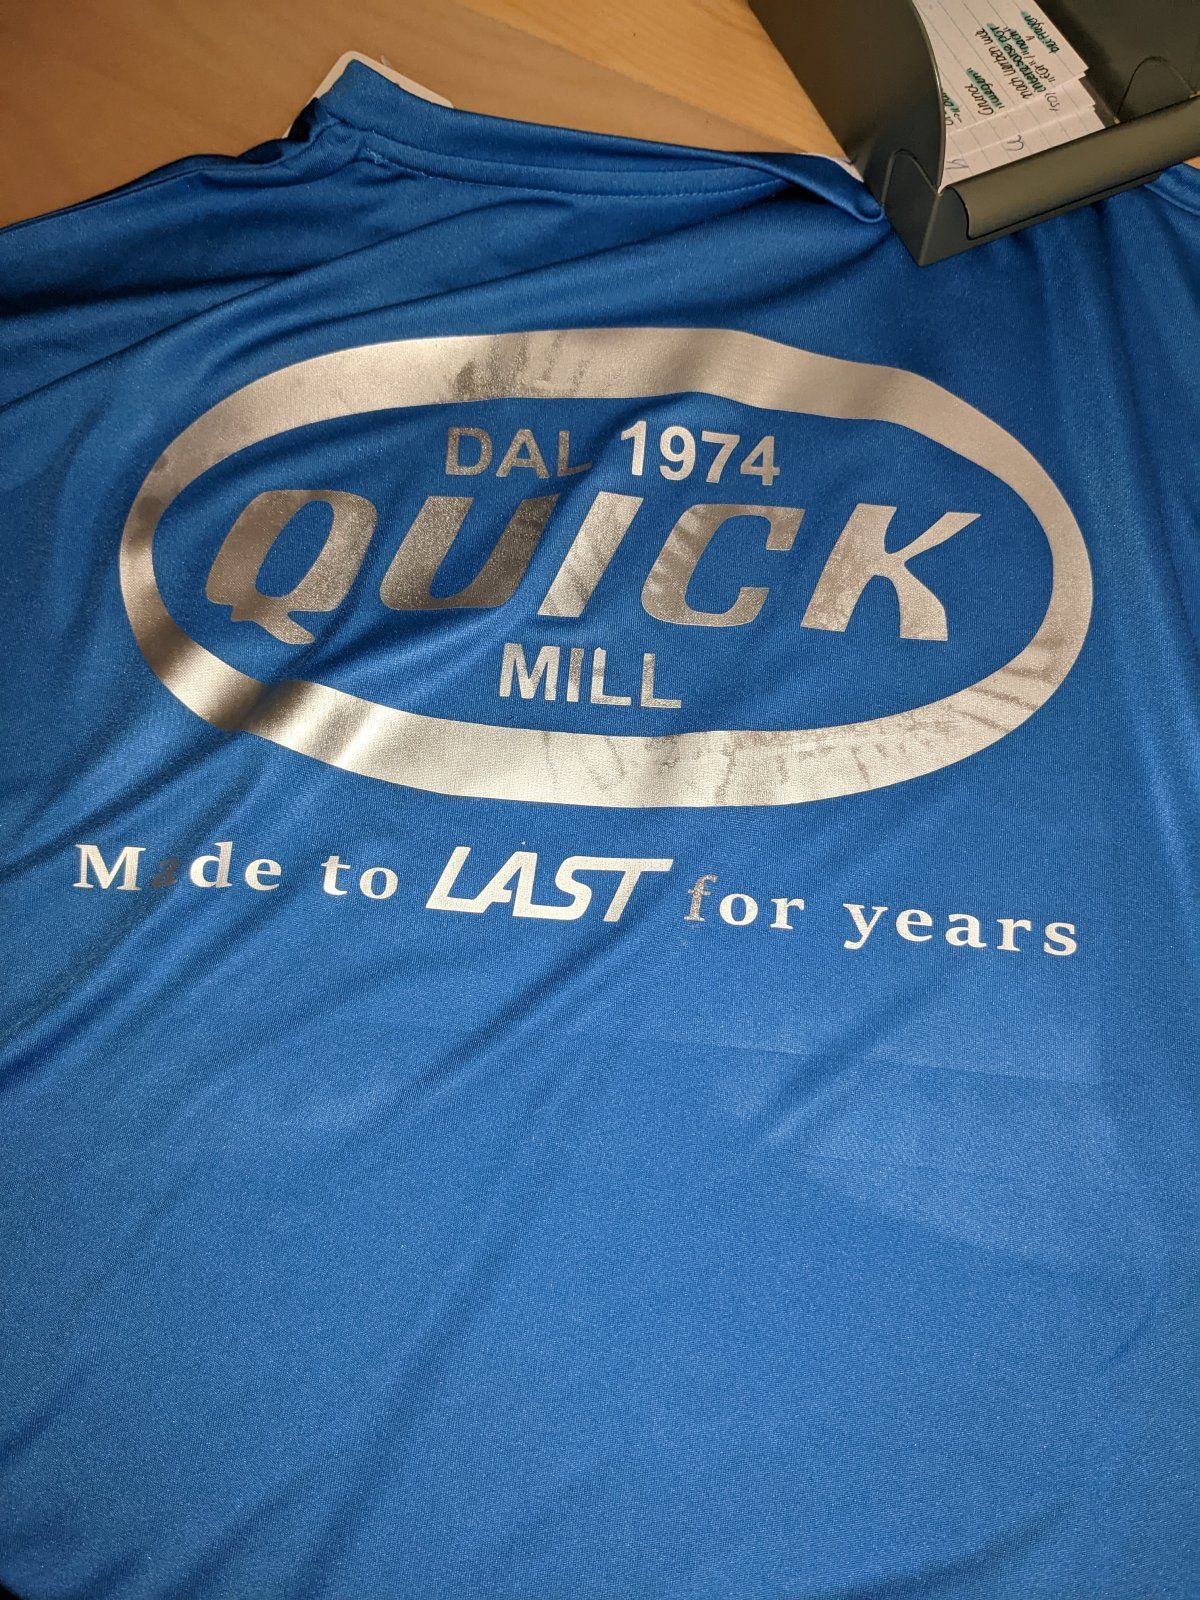 DAL 1974
QUICK
MILL
Made to LAST for years